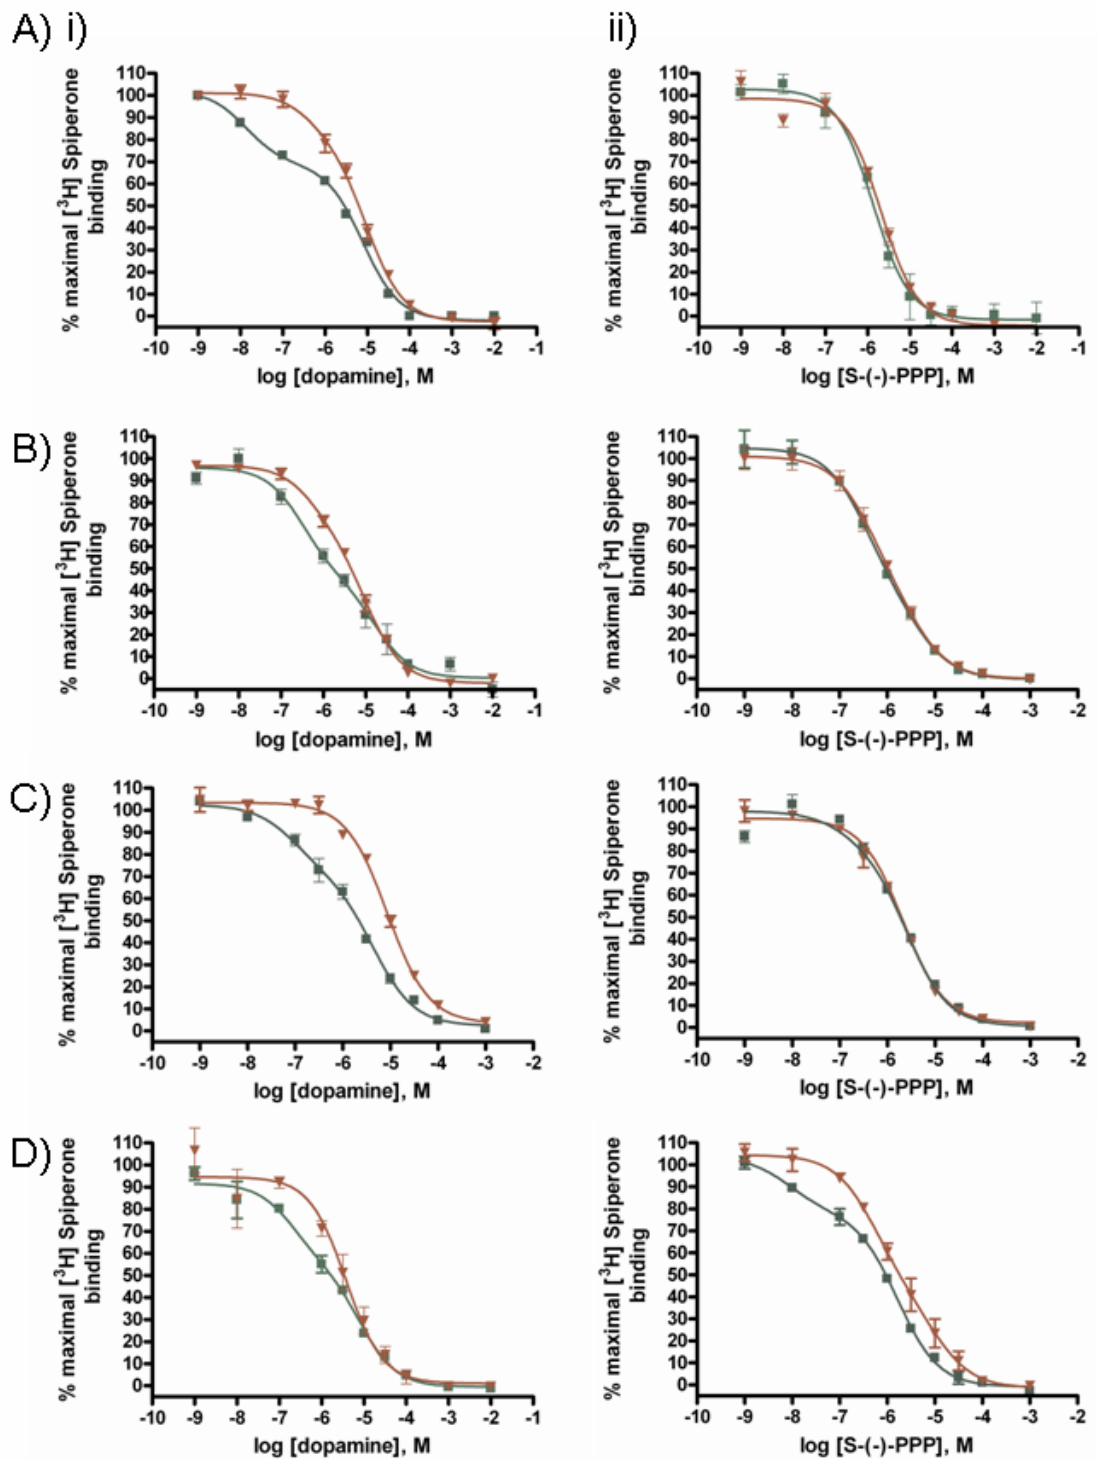 A) i)
ii)
110
100
90
80
70
60
50
40
30
20
10
0
% maximal [³H] Spiperone
binding
-10 -9 -8 -7 -6 -5 -4 -3 -2 -1
log [dopamine], M
110
100
90
80
70
60
50
40
30
20
10
0
% maximal [³H] Spiperone
binding
-10 -9 -8 -7 -6 -5 -4 -3 -2 -1
log [S-(-)-PPP], M
B)
110
100
90
80
70
60
50
40
30
20
10
0
% maximal [³H] Spiperone
binding
-10 -9 -8 -7 -6 -5 -4 -3 -2 -1
log [dopamine], M
110
100
90
80
70
60
50
40
30
20
10
0
% maximal [³H] Spiperone
binding
-10 -9 -8 -7 -6 -5 -4 -3 -2
log [S-(-)-PPP], M
C)
110
100
90
80
70
60
50
40
30
20
10
0
% maximal [³H] Spiperone
binding
-10 -9 -8 -7 -6 -5 -4 -3 -2
log [dopamine], M
110
100
90
80
70
60
50
40
30
20
10
0
% maximal [³H] Spiperone
binding
-10 -9 -8 -7 -6 -5 -4 -3 -2
log [S-(-)-PPP], M
D)
110
100
90
80
70
60
50
40
30
20
10
0
% maximal [³H] Spiperone
binding
-10 -9 -8 -7 -6 -5 -4 -3 -2 -1
log [dopamine], M
110
100
90
80
70
60
50
40
30
20
10
0
% maximal [³H] Spiperone
binding
-10 -9 -8 -7 -6 -5 -4 -3 -2
log [S-(-)-PPP], M